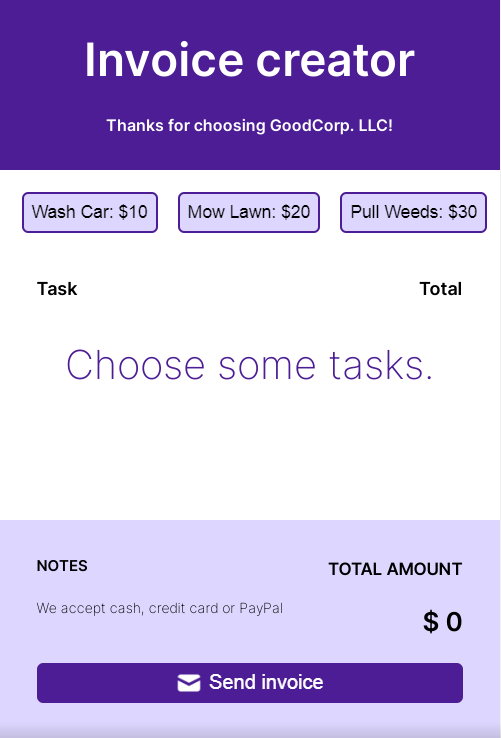 Invoice creator
Thanks for choosing GoodCorp. LLC!
Wash Car: $10 Mow Lawn: $20 Pull Weeds: $30
Task Total
Choose some tasks.
NOTES TOTAL AMOUNT
We accept cash, credit card or PayPal
$ 0
Send invoice